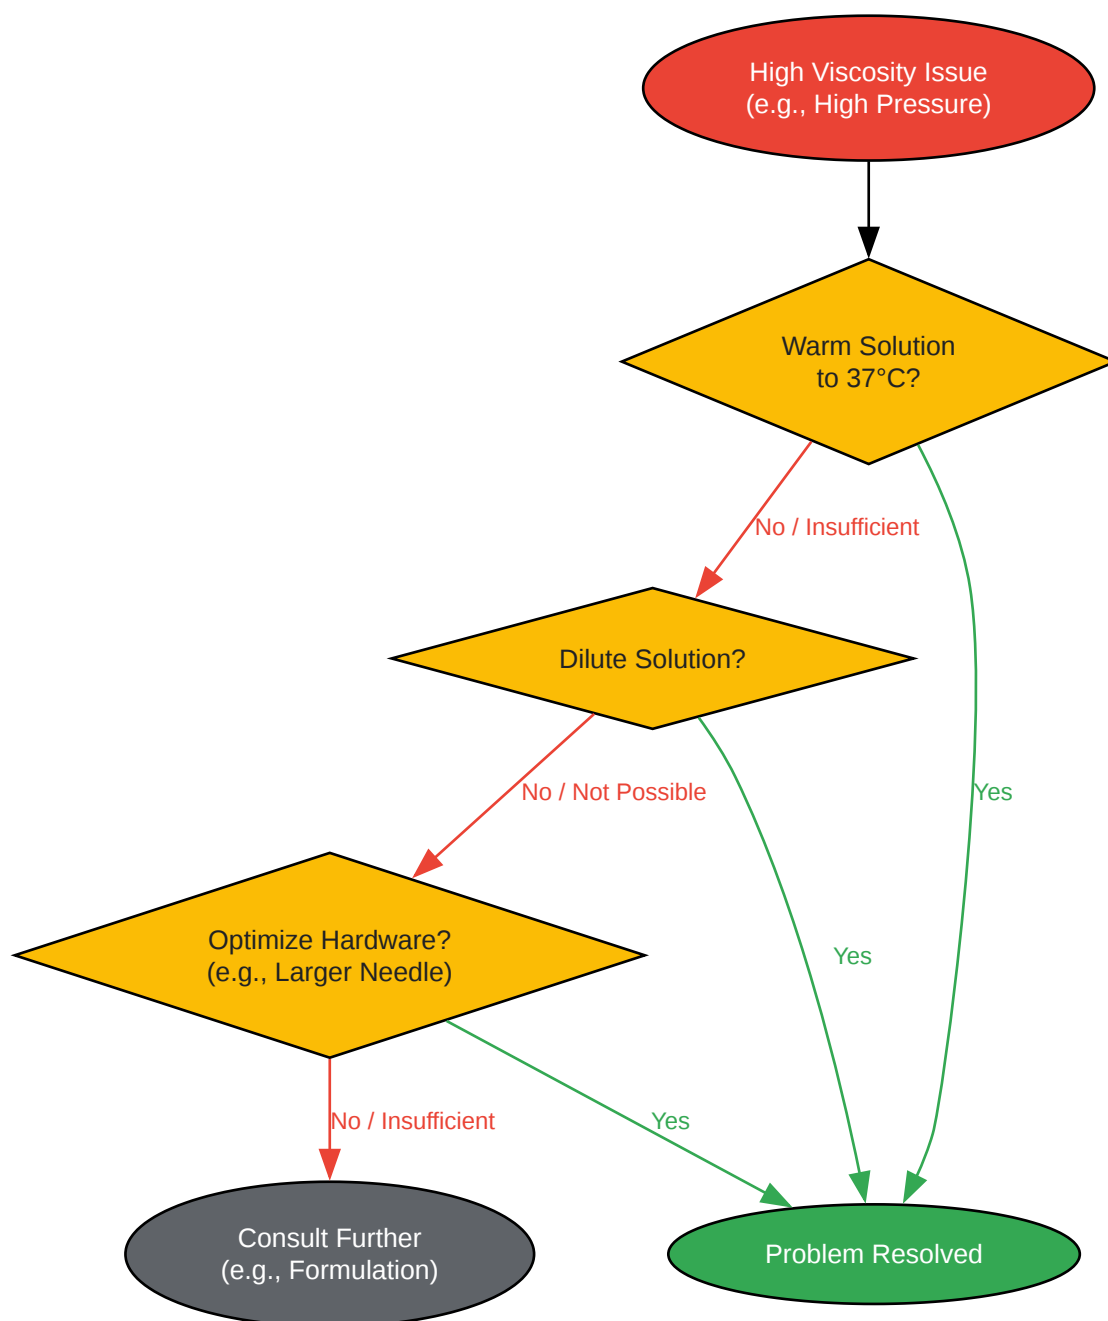 High Viscosity Issue
(e.g., High Pressure)
Warm Solution
to 37°C?
No / Insufficient
Dilute Solution?
No / Not Possible
Yes
Optimize Hardware?
(e.g., Larger Needle)
Yes
No / Insufficient
Yes
Consult Further
(e.g., Formulation)
Problem Resolved